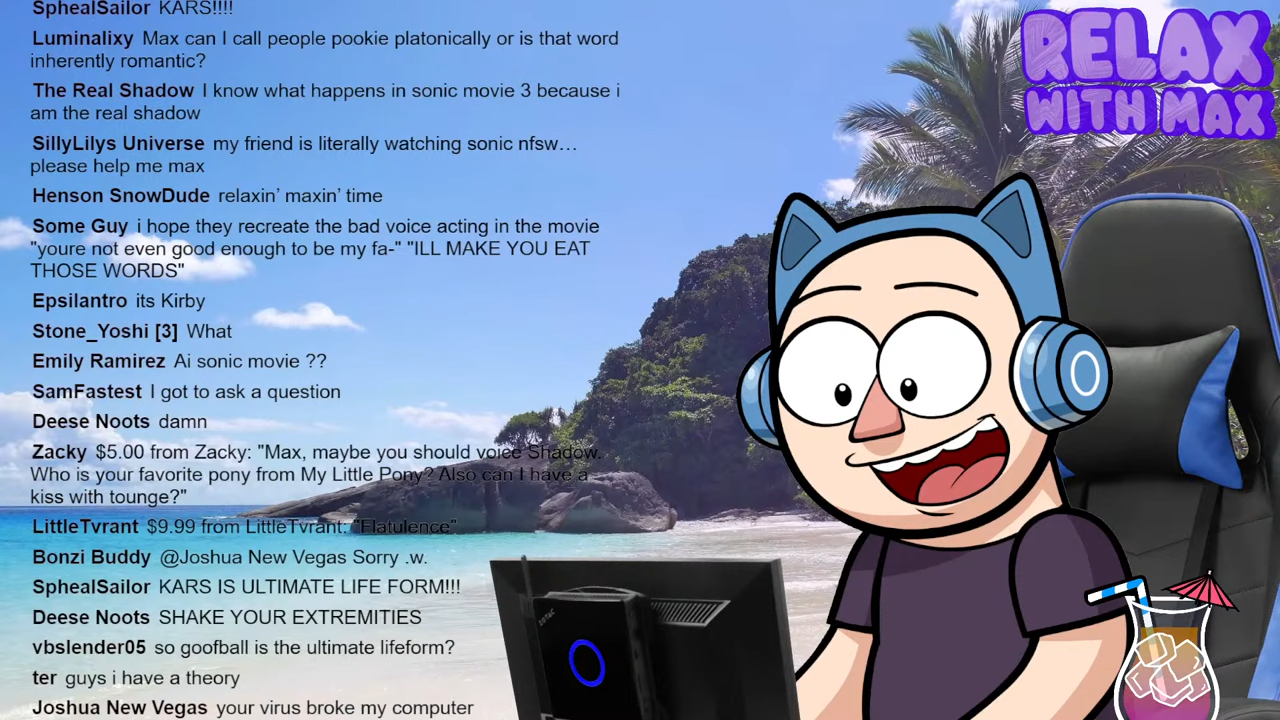 SphealSailor KARS!!!!
Luminalixy Max can I call people pookie platonically or is that word
inherently romantic?
The Real Shadow I know what happens in sonic movie 3 because i
am the real shadow
SillyLilys Universe my friend is literally watching sonic nfsw…
please help me max
Henson SnowDude relaxin’ maxin’ time
Some Guy i hope they recreate the bad voice acting in the movie
"youre not even good enough to be my fa-" "ILL MAKE YOU EAT
THOSE WORDS"
Epsilantro its Kirby
Stone_Yoshi [3] What
Emily Ramirez Ai sonic movie ??
SamFastest I got to ask a question
Deese Noots damn
Zacky $5.00 from Zacky: "Max, maybe you should voice Shadow.
Who is your favorite pony from My Little Pony? Also can I have a
kiss with tounge?"
LittleTvrant $9.99 from LittleTvrant: "Flatulence"
Bonzi Buddy @Joshua New Vegas Sorry .w.
SphealSailor KARS IS ULTIMATE LIFE FORM!!!
Deese Noots SHAKE YOUR EXTREMITIES
vbslender05 so goofball is the ultimate lifeform?
ter guys i have a theory
Joshua New Vegas your virus broke my computer
RELAX
WITH MAX
ZOTAC